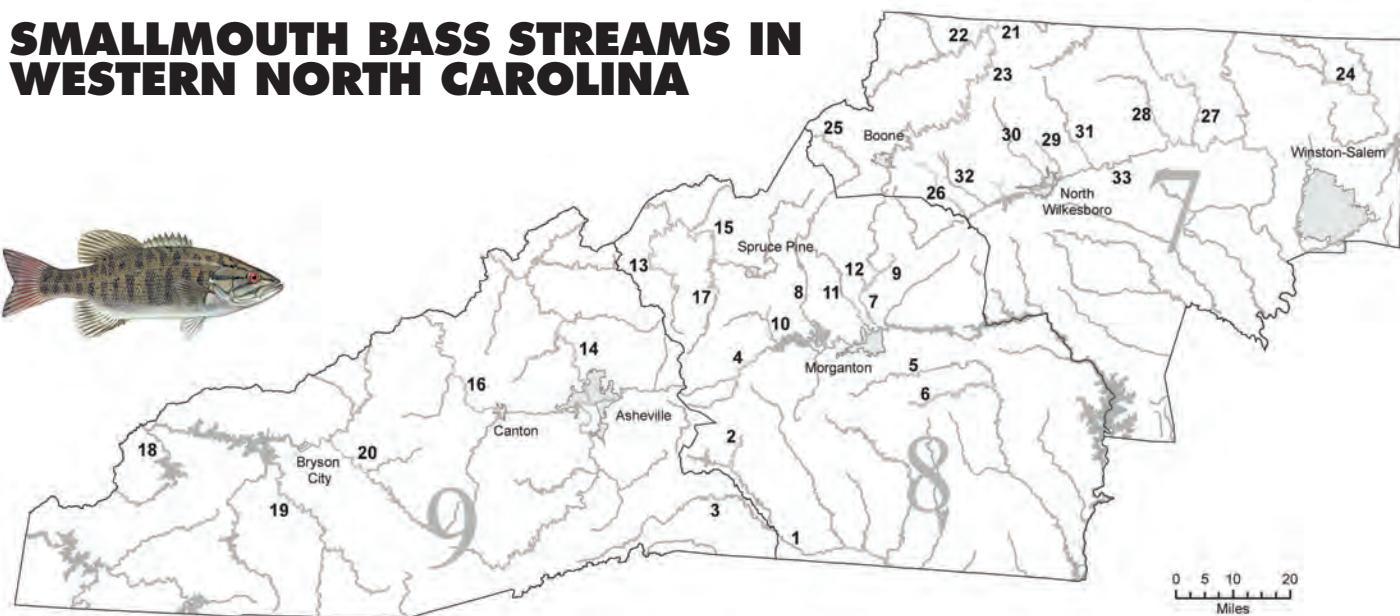 SMALLMOUTH BASS STREAMS IN
WESTERN NORTH CAROLINA
22
21
23
24
25
Boone
30
29
31
28
27
Winston-Salem
32
26
North
Wilkesboro
33
7
15
Spruce Pine
13
12
9
17
8
11
7
10
4
Morganton
5
6
14
16
Asheville
Canton
2
18
20
Bryson
City
19
9
8
3
1
0 5 10 20
Miles